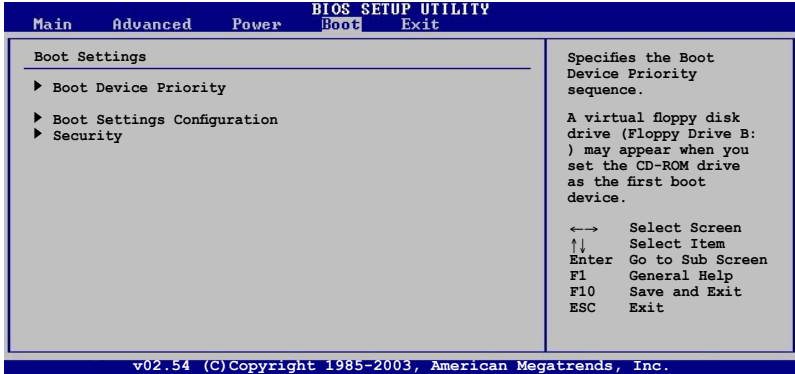 BIOS SETUP UTILITY
Main Advanced Power Boot Exit
Boot Settings
Boot Device Priority
Boot Settings Configuration
Security
Specifies the Boot
Device Priority
sequence.
A virtual floppy disk
drive (Floppy Drive B:
) may appear when you
set the CD-ROM drive
as the first boot
device.
←→ Select Screen
↑↓ Select Item
Enter Go to Sub Screen
F1 General Help
F10 Save and Exit
ESC Exit
v02.54 (C)Copyright 1985-2003, American Megatrends, Inc.